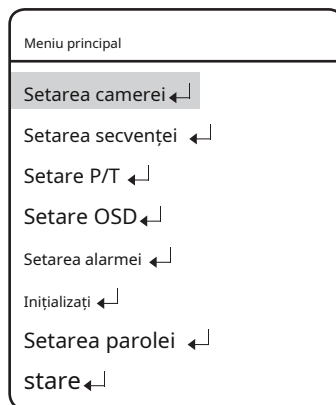 Meniu principal
Setarea camerei
Setarea secvenței
Setare P/T
Setare OSD
Setarea alarmei
Inițializați
Setarea parolei
stare